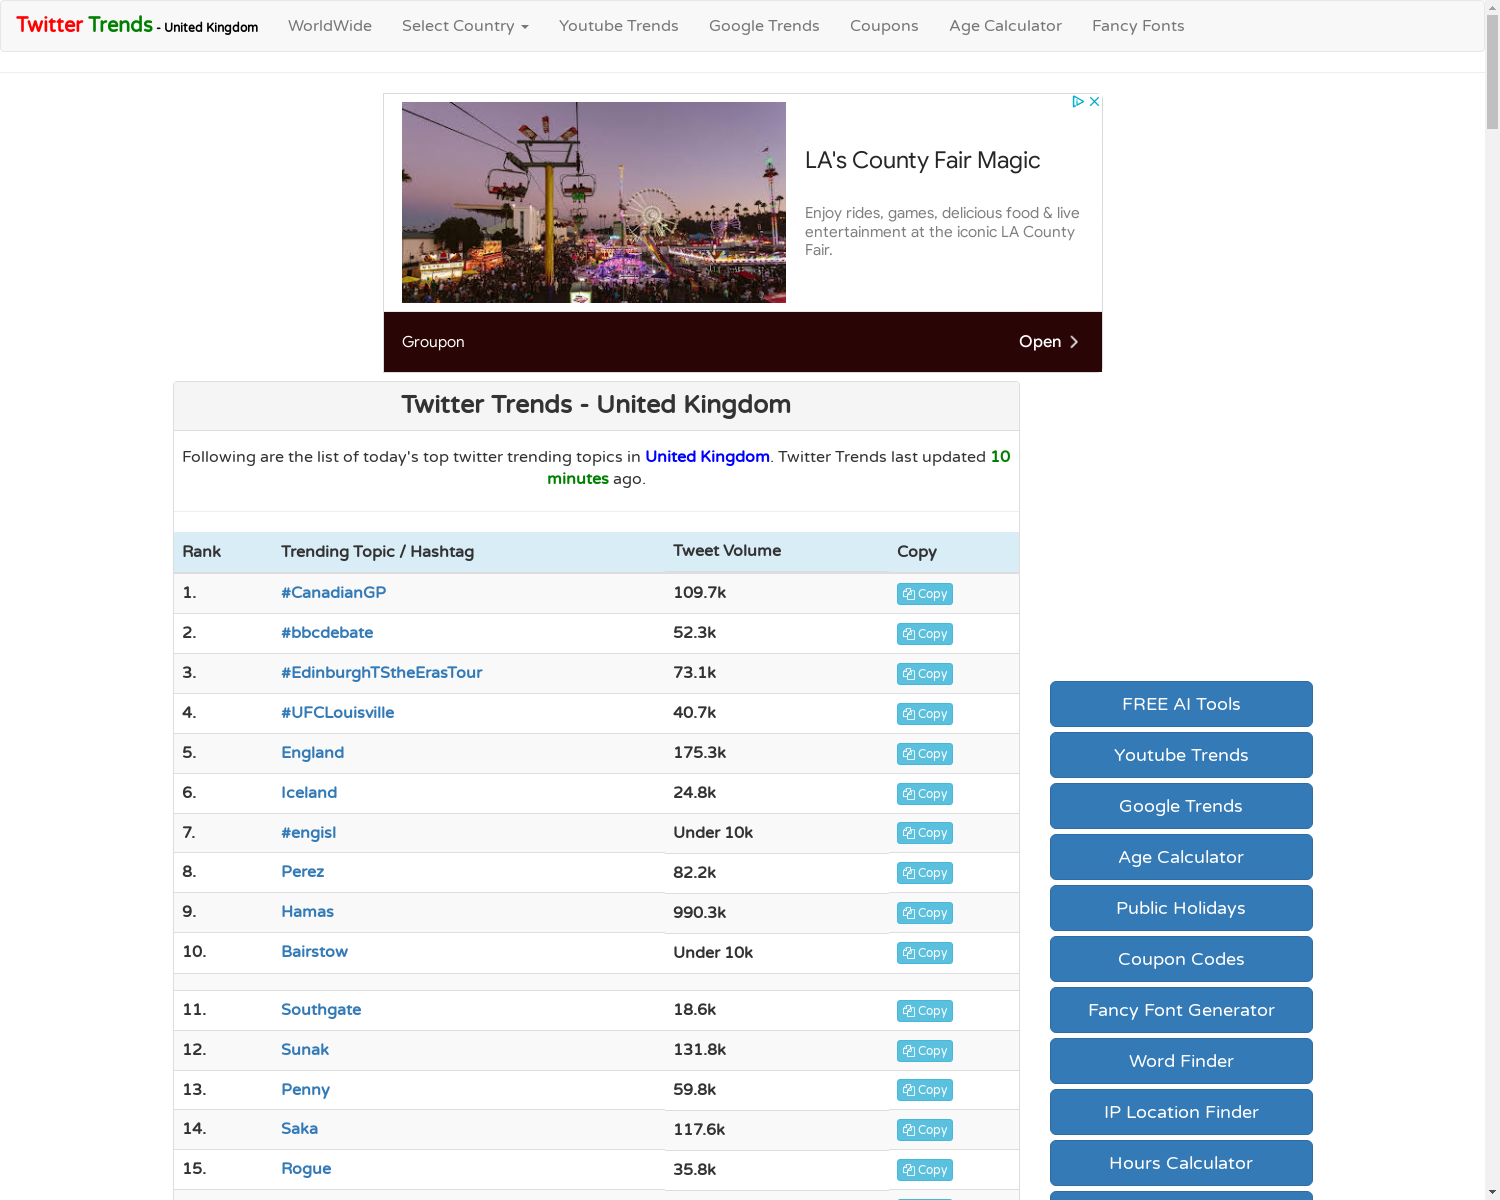 Twitter Trends - United Kingdom WorldWide Select Country Youtube Trends Google Trends Coupons Age Calculator Fancy Fonts
LA's County Fair Magic
Enjoy rides, games, delicious food & live
entertainment at the iconic LA County
Fair.
Groupon Open
Twitter Trends - United Kingdom
Following are the list of today's top twitter trending topics in United Kingdom. Twitter Trends last updated 10
minutes ago.
Rank Trending Topic / Hashtag Tweet Volume Copy
1. #CanadianGP 109.7k Copy
2. #bbcdebate 52.3k Copy
3. #EdinburghTStheErasTour 73.1k Copy
4. #UFCLouisville 40.7k Copy
5. England 175.3k Copy
6. Iceland 24.8k Copy
7. #engisl Under 10k Copy
8. Perez 82.2k Copy
9. Hamas 990.3k Copy
10. Bairstow Under 10k Copy
11. Southgate 18.6k Copy
12. Sunak 131.8k Copy
13. Penny 59.8k Copy
14. Saka 117.6k Copy
15. Rogue 35.8k Copy
FREE AI Tools
Youtube Trends
Google Trends
Age Calculator
Public Holidays
Coupon Codes
Fancy Font Generator
Word Finder
IP Location Finder
Hours Calculator